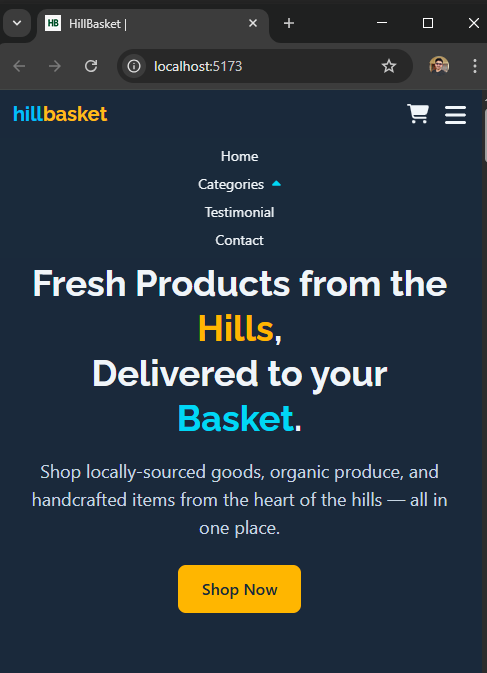 HB
HillBasket |
localhost:5173
hillbasket
Home
Categories
Testimonial
Contact
Fresh Products from the
Hills,
Delivered to your
Basket.
Shop locally-sourced goods, organic produce, and
handcrafted items from the heart of the hills — all in
one place.
Shop Now